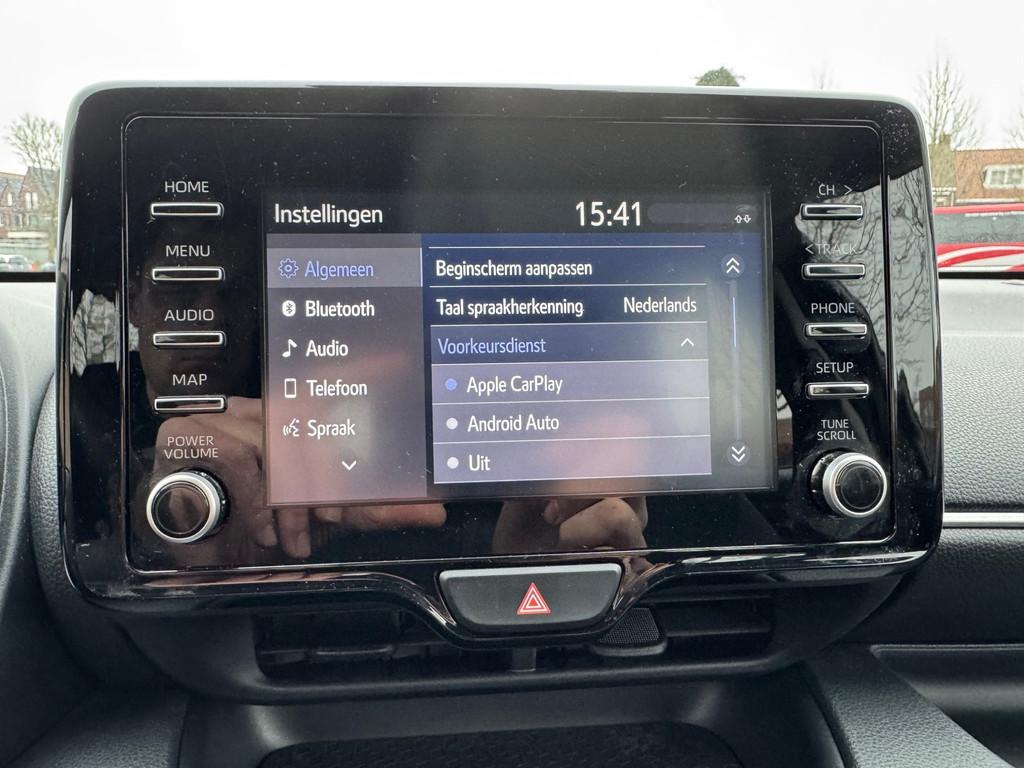 HOME
MENU
AUDIO
MAP
POWER
VOLUME
Instellingen 15:41
Algemeen
Bluetooth
Audio
Telefoon
Spraak
Beginscherm aanpassen
Taal spraakherkenning Nederlands
Voorkeursdienst
Apple CarPlay
Android Auto
Uit
CH >
< TRACK
PHONE
SETUP
TUNE
SCROLL